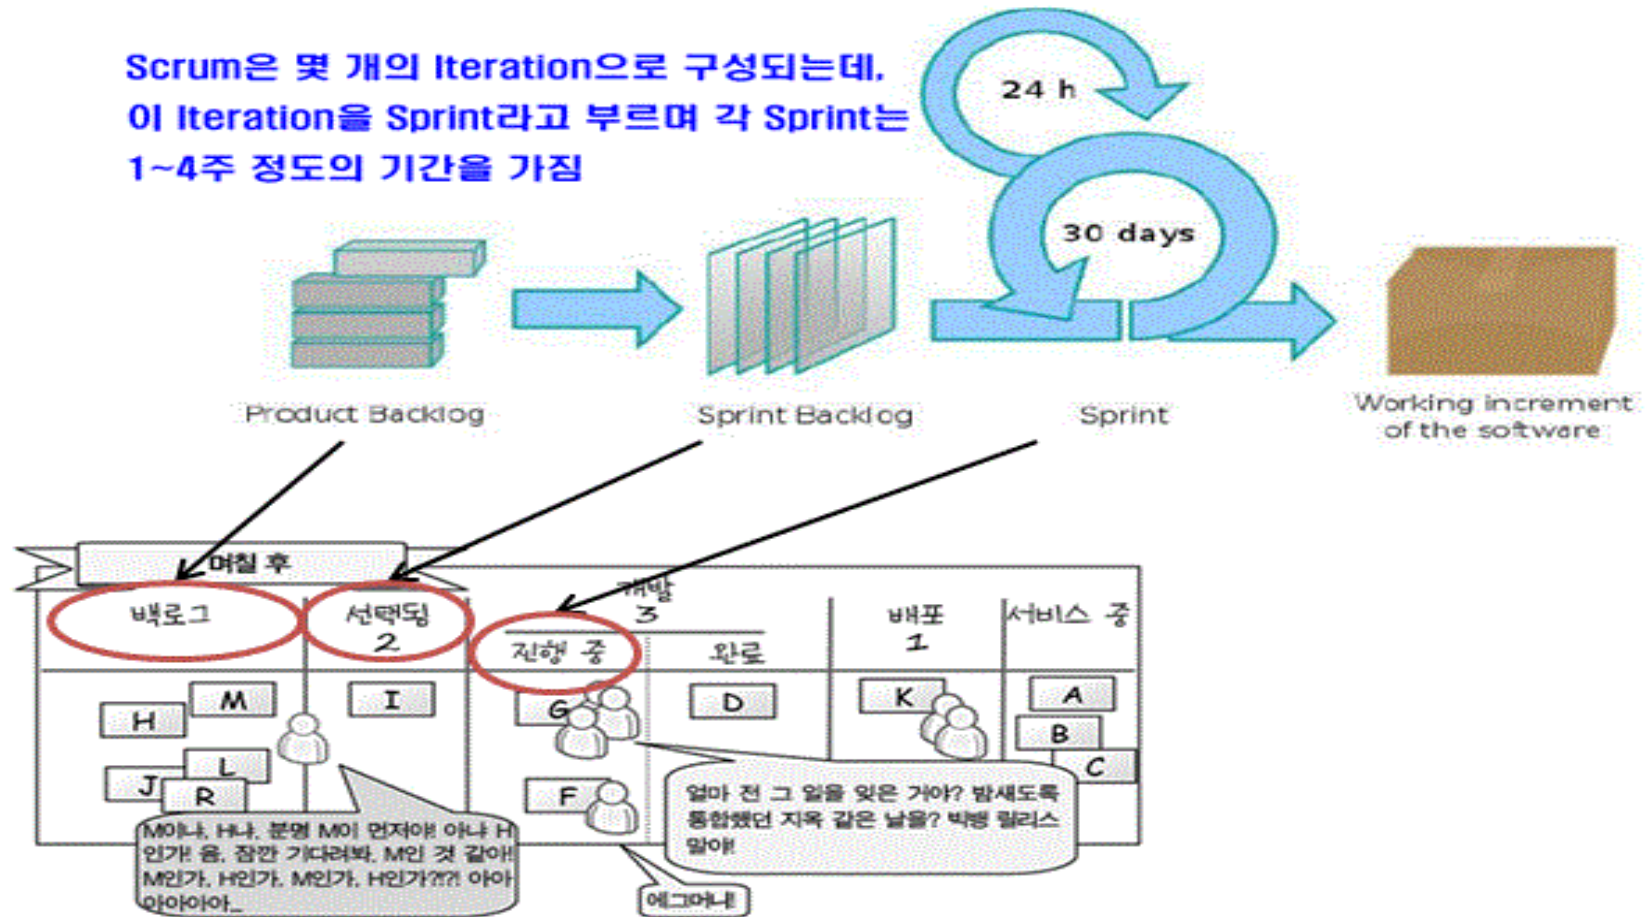 Scrum은 몇 개의 Iteration으로 구성되는데,
이 Iteration을 Sprint라고 부르며 각 Sprint는
1~4주 정도의 기간을 가짐
24 h
30 days
Product Backlog
Sprint Backlog
Sprint
Working increment
of the software
며칠 후
백로그
선택됨
2
개발
3
진행 중
완료
배포
1
서비스 중
M
H
L
J
R
I
G
F
D
K
A
B
C
M이냐, H냐, 분명 M이 먼저야! 아냐 H
인가! 음, 잠깐 기다려봐, M인 것 같아!
M인가, H인가, M인가, H인가?!?! 아아
아아아아...
얼마 전 그 일을 잊은 거야? 밤새도록
통합했던 지옥 같은 날을? 빅뱅 릴리스
말야!
에그머니!